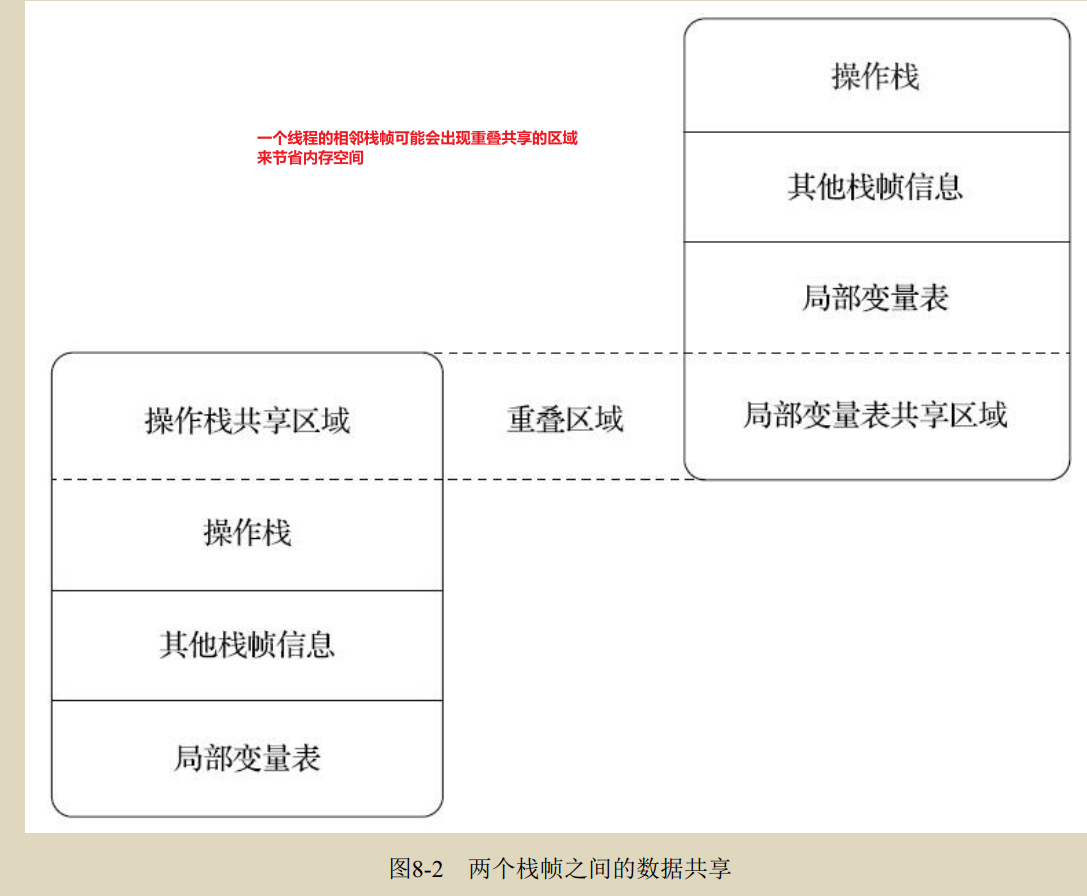 操作栈
一个线程的相邻栈帧可能会出现重叠共享的区域
来节省内存空间
其他栈帧信息
局部变量表
操作栈共享区域
重叠区域
局部变量表共享区域
操作栈
其他栈帧信息
局部变量表
图8-2 两个栈帧之间的数据共享